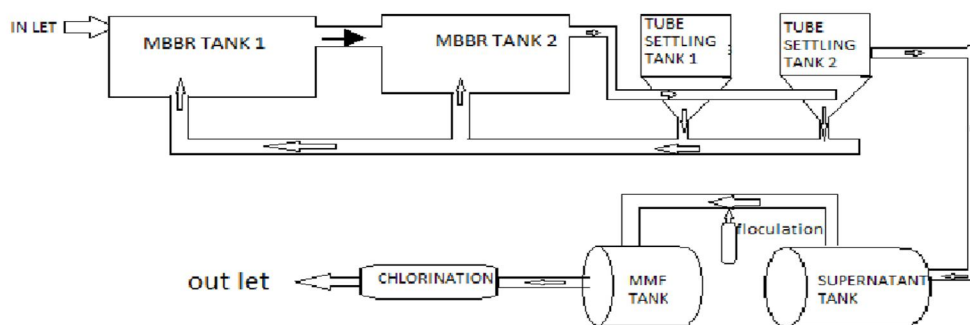 IN LET
MBBR TANK 1
MBBR TANK 2
TUBE
SETTLING
TANK 1
TUBE
SETTLING
TANK 2
floculation
out let
CHLORINATION
MMF
TANK
SUPERNATANT
TANK